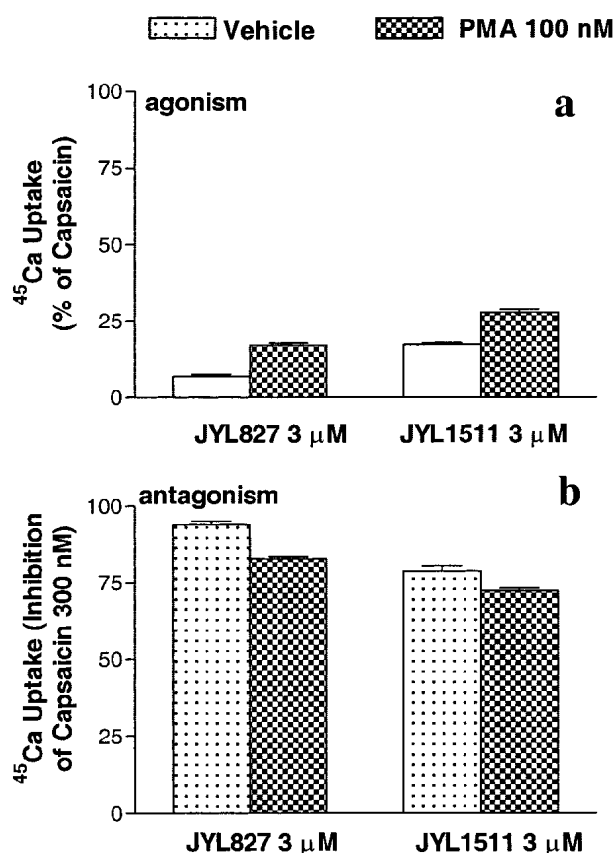 Vehicle PMA 100 nM
agonism a
100
75
50
25
0
45Ca Uptake
(% of Capsaicin)
JYL827 3 μM JYL1511 3 μM
antagonism b
100
75
50
25
0
45Ca Uptake (Inhibition
of Capsaicin 300 nM)
JYL827 3 μM JYL1511 3 μM